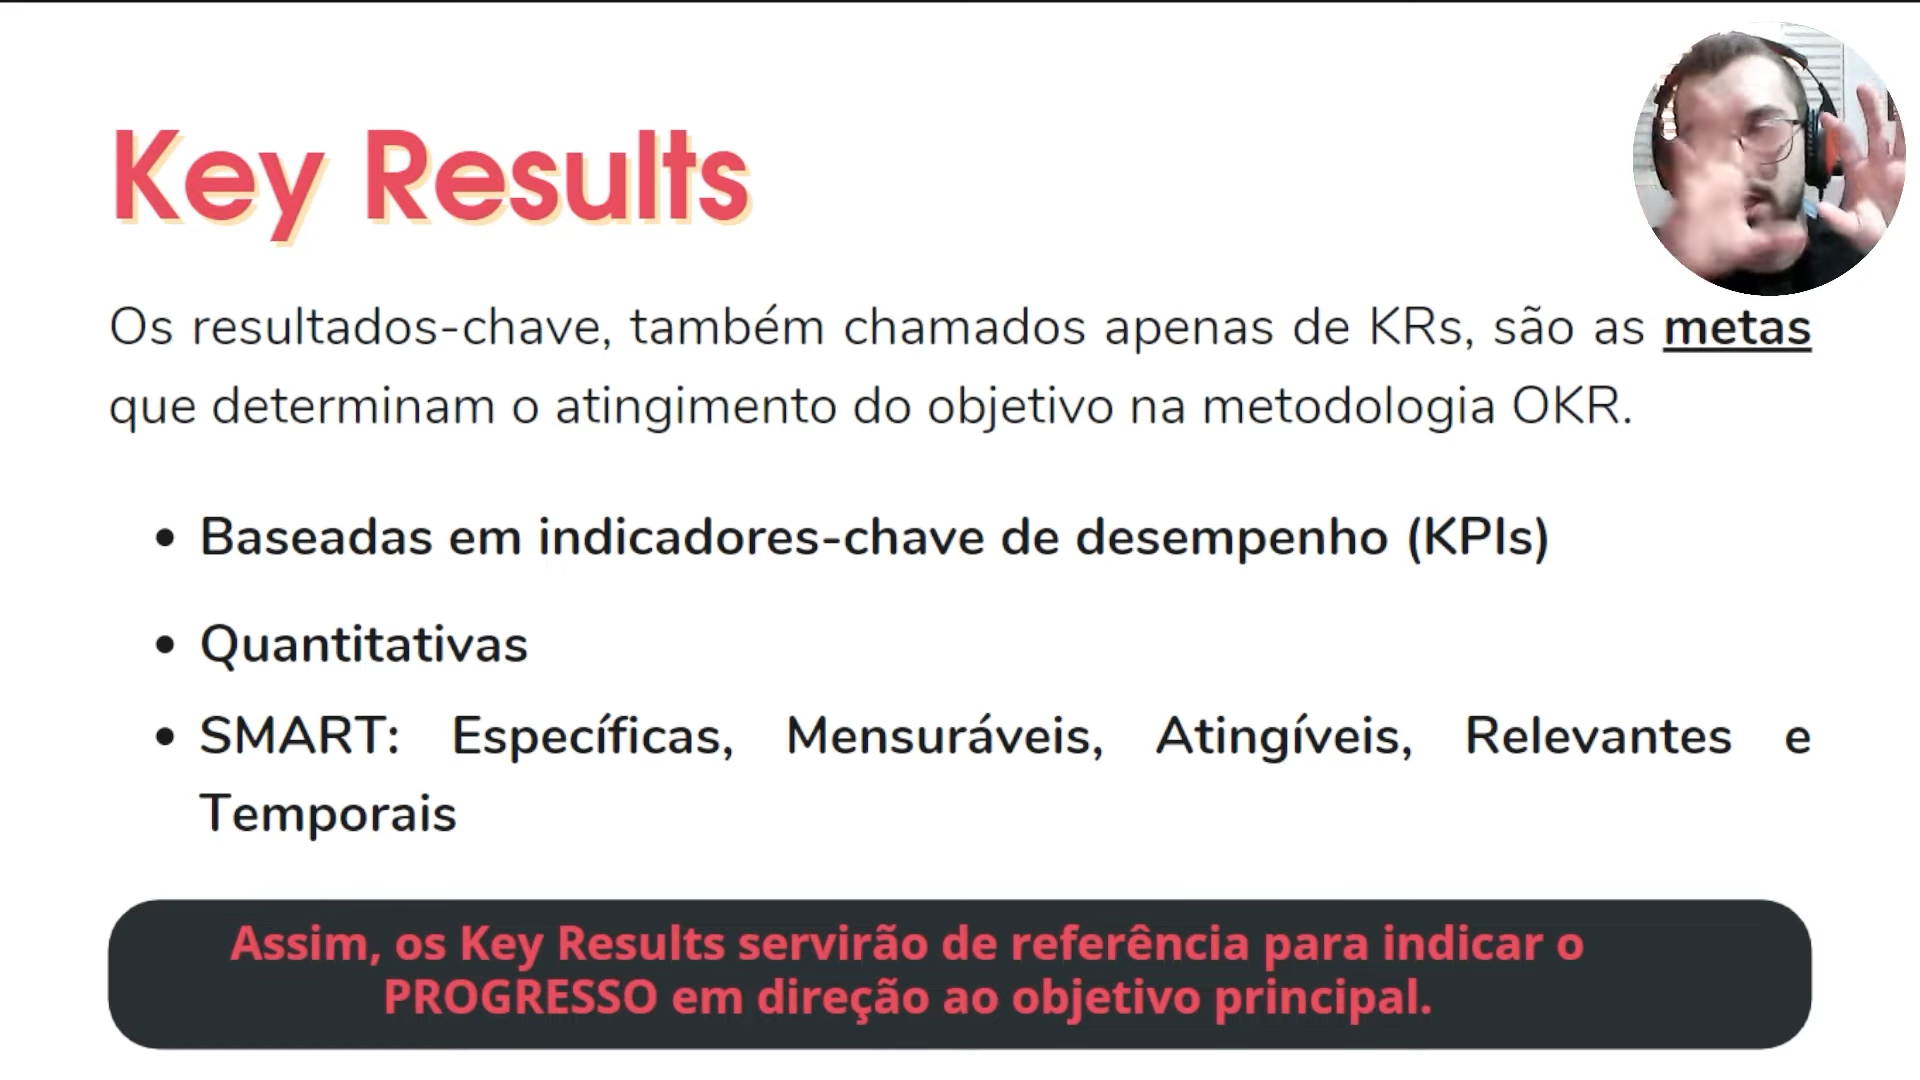 Key Results
Os resultados-chave, também chamados apenas de KRs, são as metas
que determinam o atingimento do objetivo na metodologia OKR.
• Baseadas em indicadores-chave de desempenho (KPIs)
• Quantitativas
• SMART: Específicas, Mensuráveis, Atingíveis, Relevantes e
Temporais
Assim, os Key Results servirão de referência para indicar o
PROGRESSO em direção ao objetivo principal.